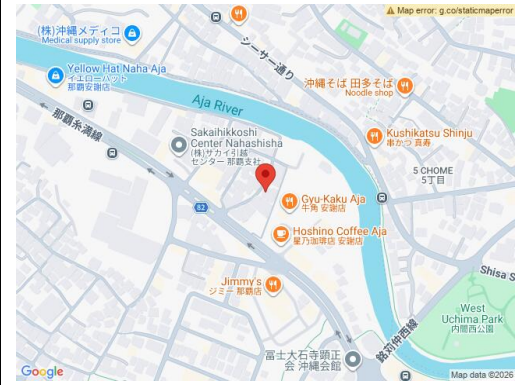 Map error: g.co/staticmaperror
(株)沖縄メディコ
Medical supply store
シーサー通り
Yellow Hat Naha Aja
イエローハット
那覇安謝店
沖縄そば 田多そば
Noodle shop
Aja River
那覇糸満線
Sakaihikkoshi
Center Nahashisha
(株)サカイ引越
センター 那覇支社
Kushikatsu Shinju
串かつ 真寿
5 CHOME
5丁目
Gyu-Kaku Aja
牛角 安謝店
82
Hoshino Coffee Aja
星乃珈琲店 安謝店
Jimmy's
ジミー 那覇店
Shisa S
West
Uchima Park
内間西公園
銘苅仲西線
富士大石寺顕正
会 沖縄会館
Google
Map data ©2026